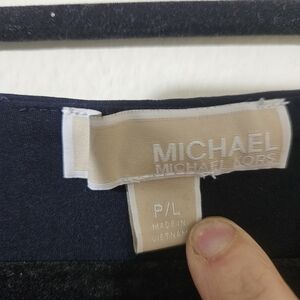 MICHAEL
MICHAEL KORS
P/L
MADE IN
VIETNAM